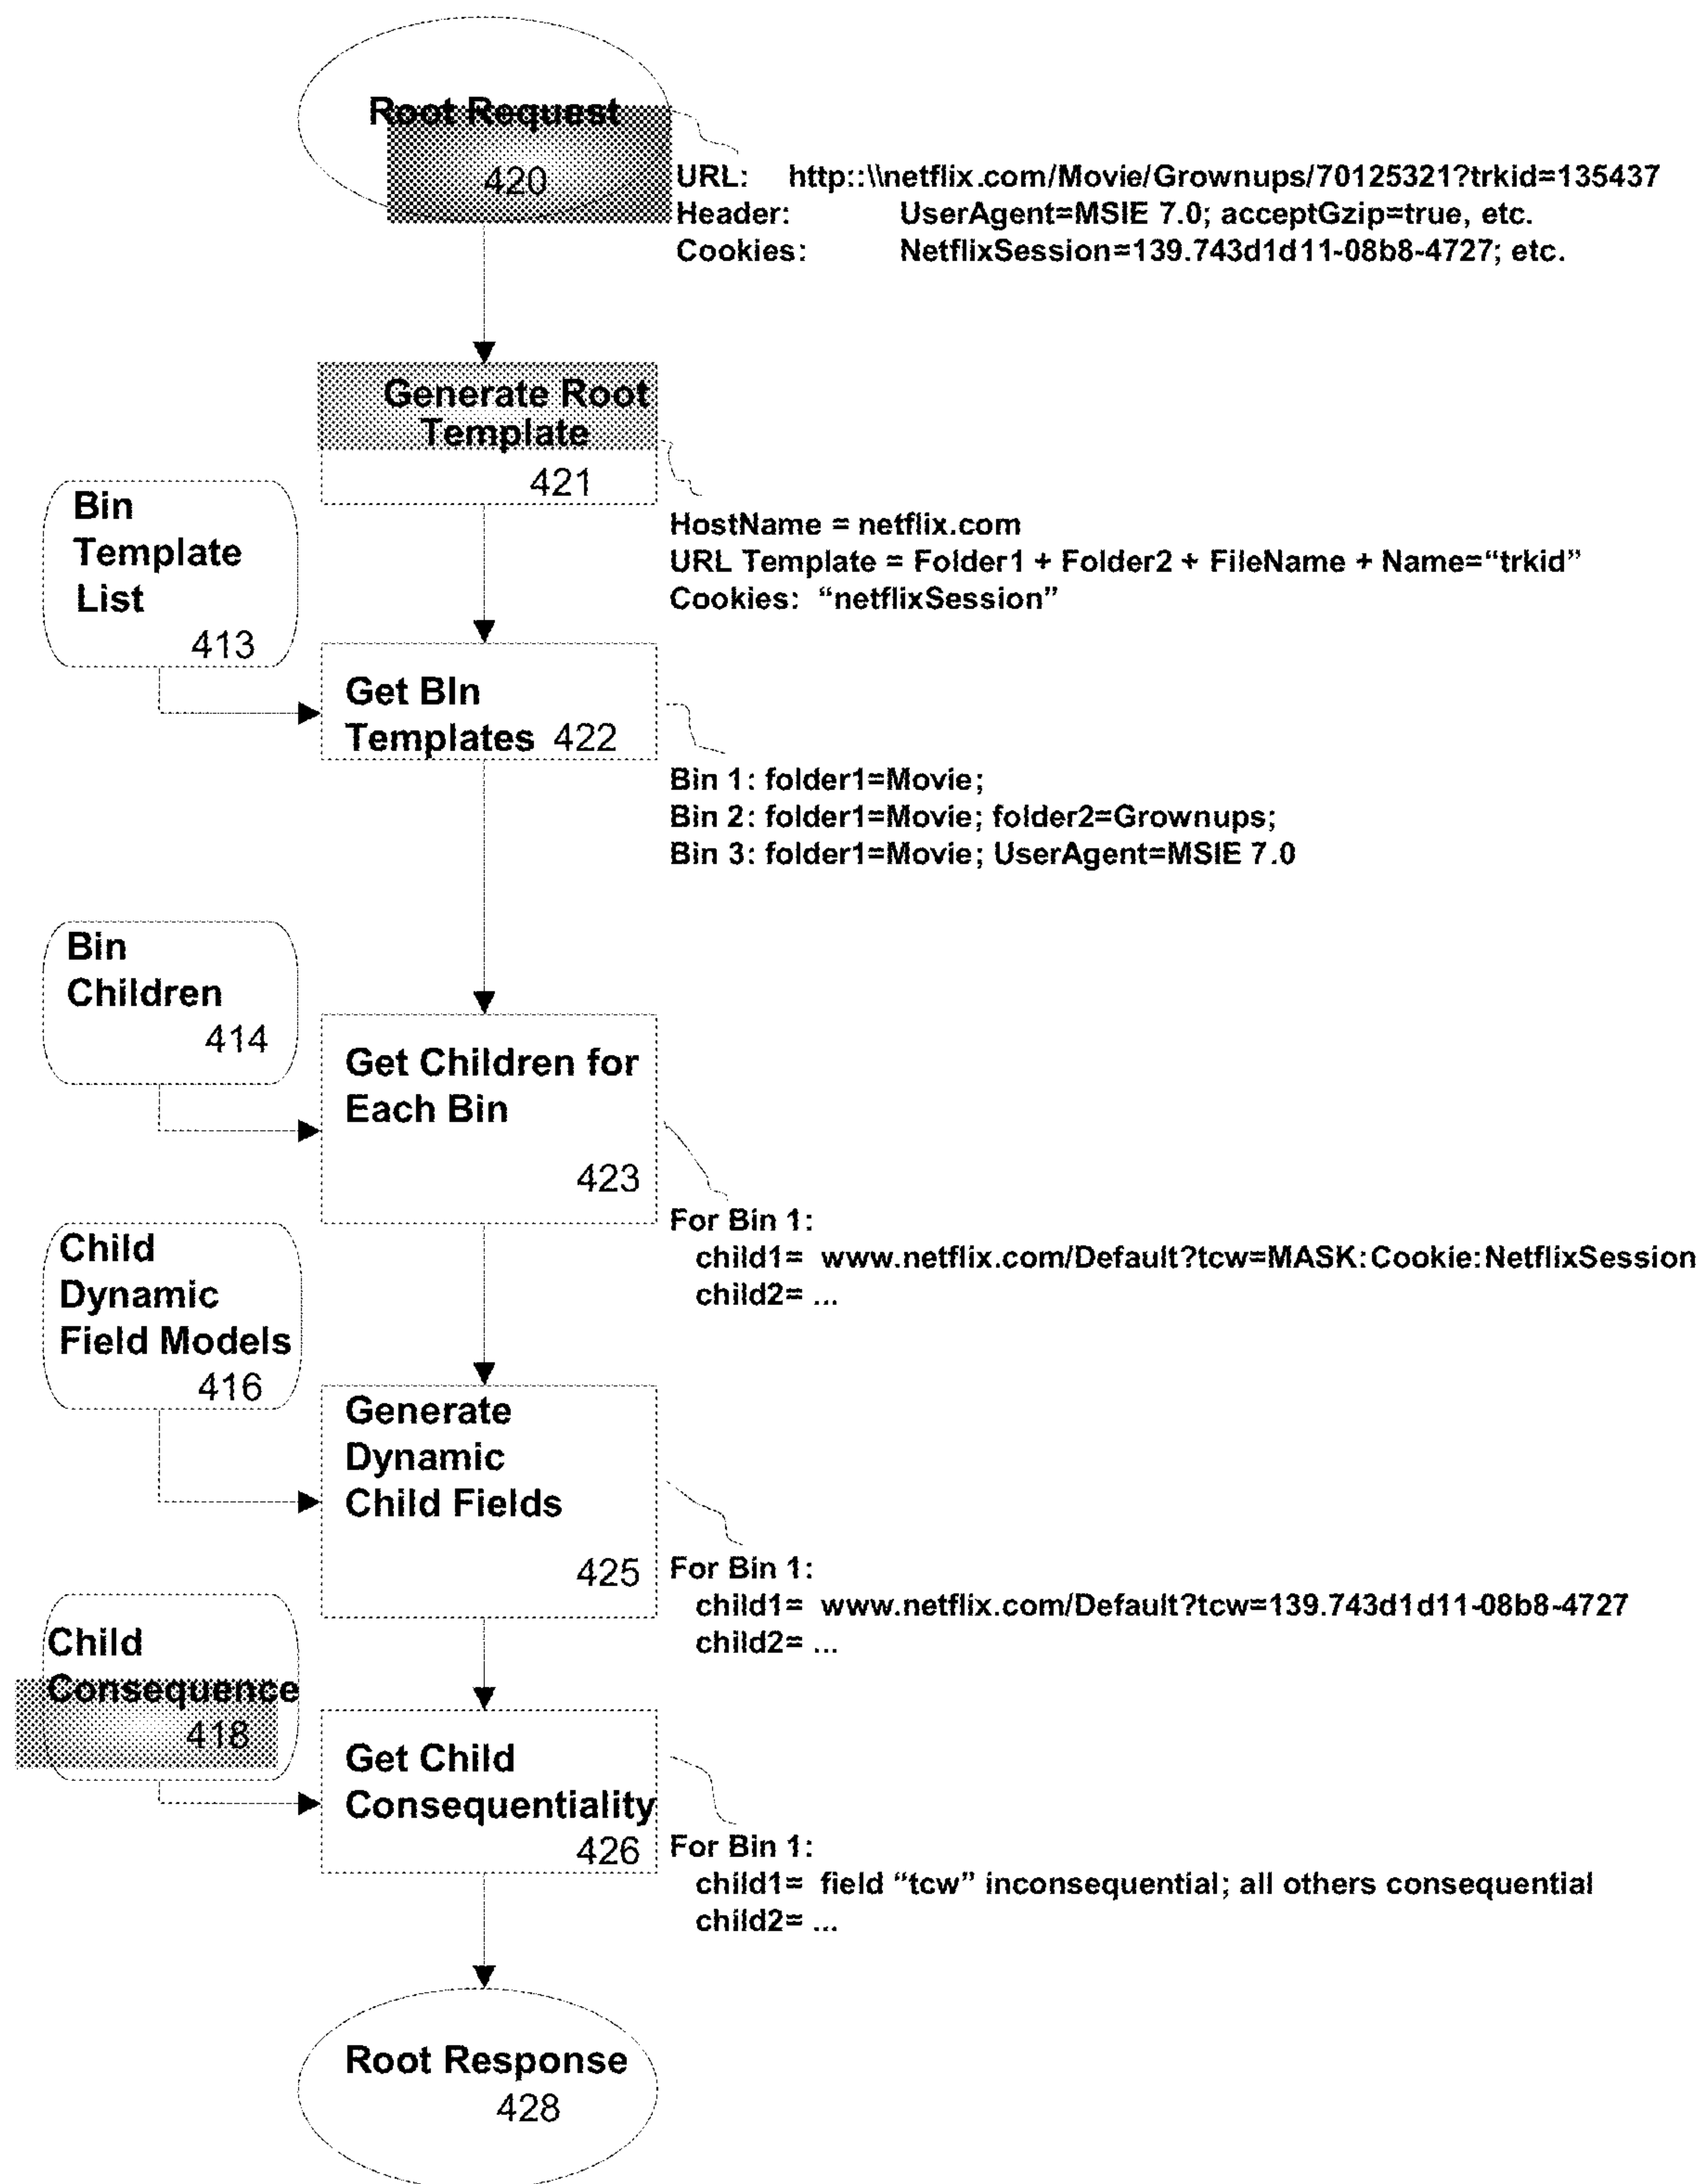 Root Request
420
URL: http::\\netflix.com/Movie/Grownups/70125321?trkid=135437
Header: UserAgent=MSIE 7.0; acceptGzip=true, etc.
Cookies: NetflixSession=139.743d1d11-08b8-4727; etc.
Generate Root
Template
421
HostName = netflix.com
URL Template = Folder1 + Folder2 + FileName + Name=“trkid”
Cookies: “netflixSession”
Bin
Template
List
413
Get BIn
Templates 422
Bin 1: folder1=Movie;
Bin 2: folder1=Movie; folder2=Grownups;
Bin 3: folder1=Movie; UserAgent=MSIE 7.0
Bin
Children
414
Get Children for
Each Bin
423
For Bin 1:
child1= www.netflix.com/Default?tcw=MASK:Cookie:NetflixSession
child2= ...
Child
Dynamic
Field Models
416
Generate
Dynamic
Child Fields
425
For Bin 1:
child1= www.netflix.com/Default?tcw=139.743d1d11-08b8-4727
child2= ...
Child
Consequence
418
Get Child
Consequentiality
426
For Bin 1:
child1= field “tcw” inconsequential; all others consequential
child2= ...
Root Response
428